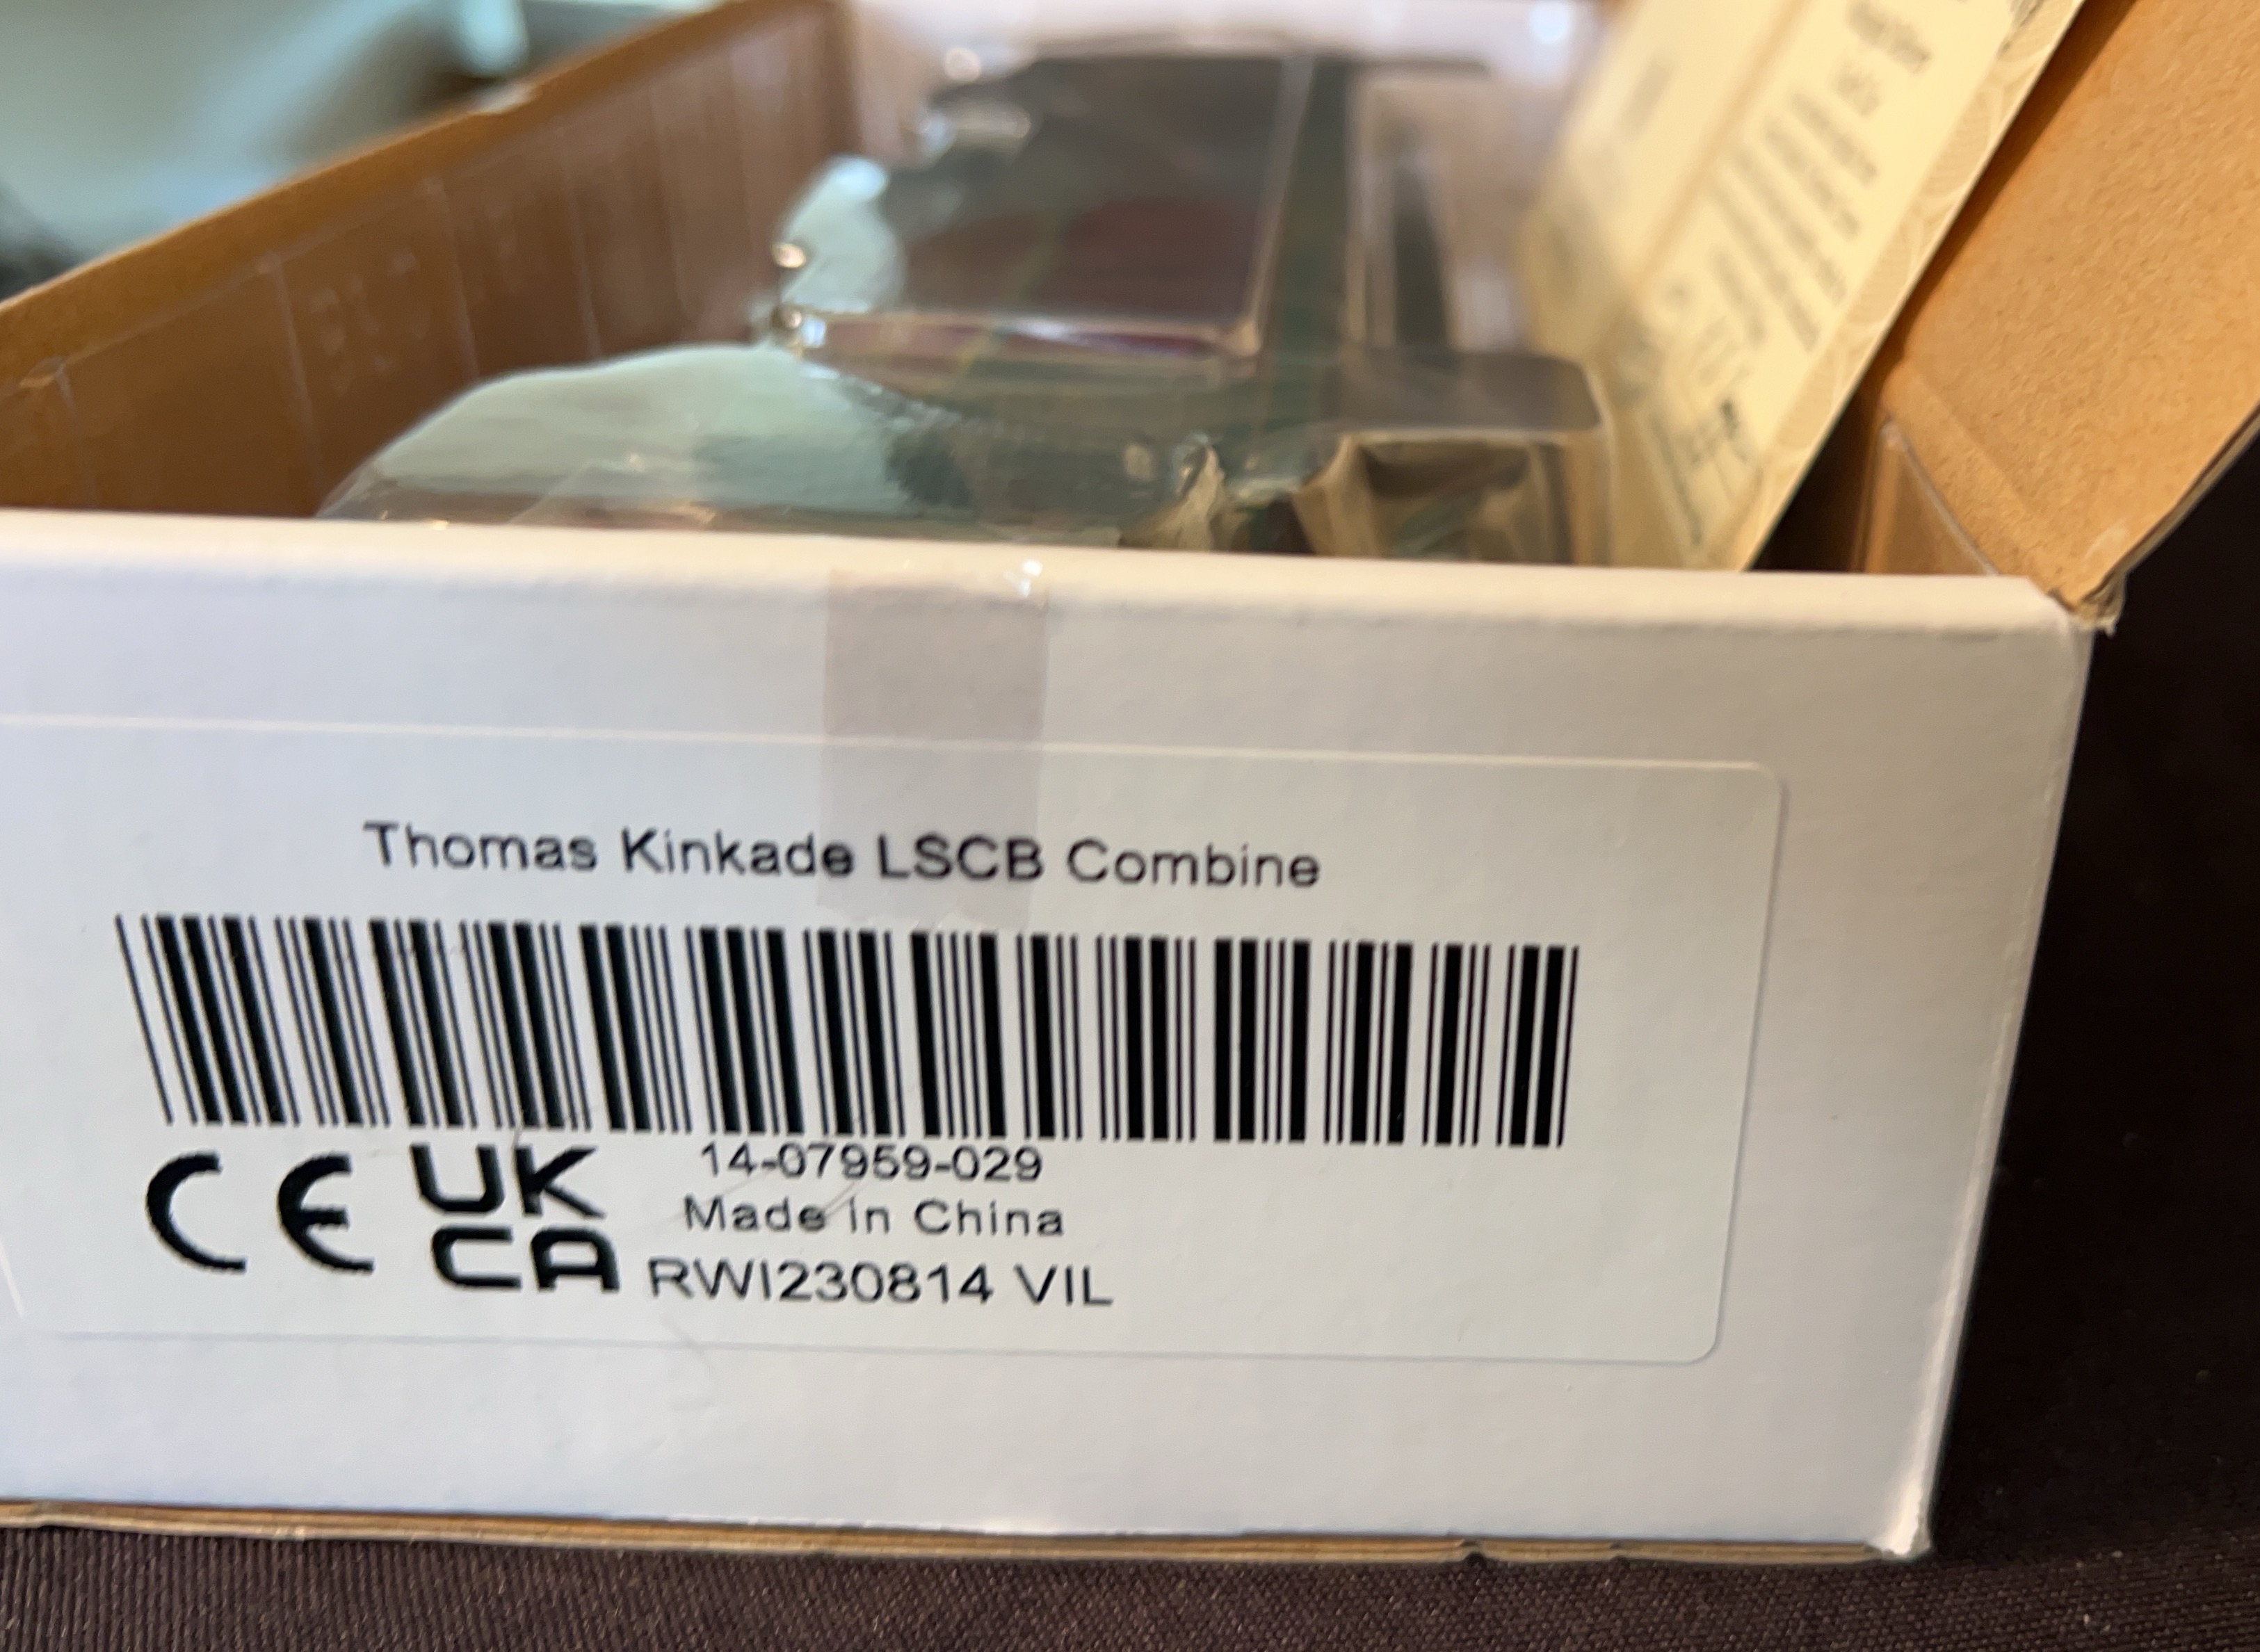 Thomas Kinkade LSCB Combine
CE UK CA
14-07959-029
Made in China
RWI230814 VIL